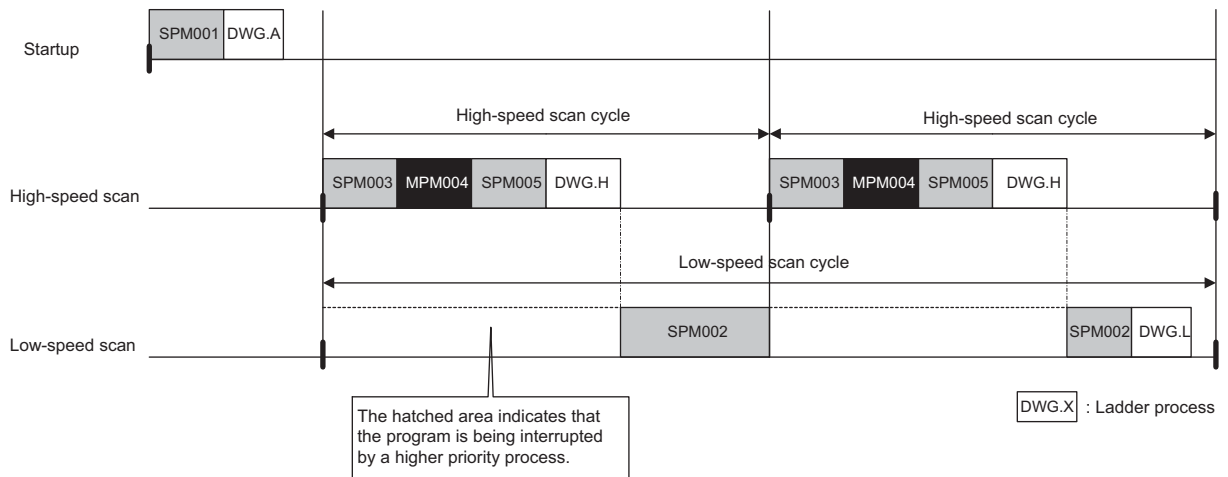 Startup
SPM001 DWG.A
High-speed scan cycle
High-speed scan cycle
High-speed scan
SPM003 MPM004 SPM005 DWG.H
SPM003 MPM004 SPM005 DWG.H
Low-speed scan cycle
Low-speed scan
SPM002
SPM002 DWG.L
The hatched area indicates that
the program is being interrupted
by a higher priority process.
DWG.X : Ladder process